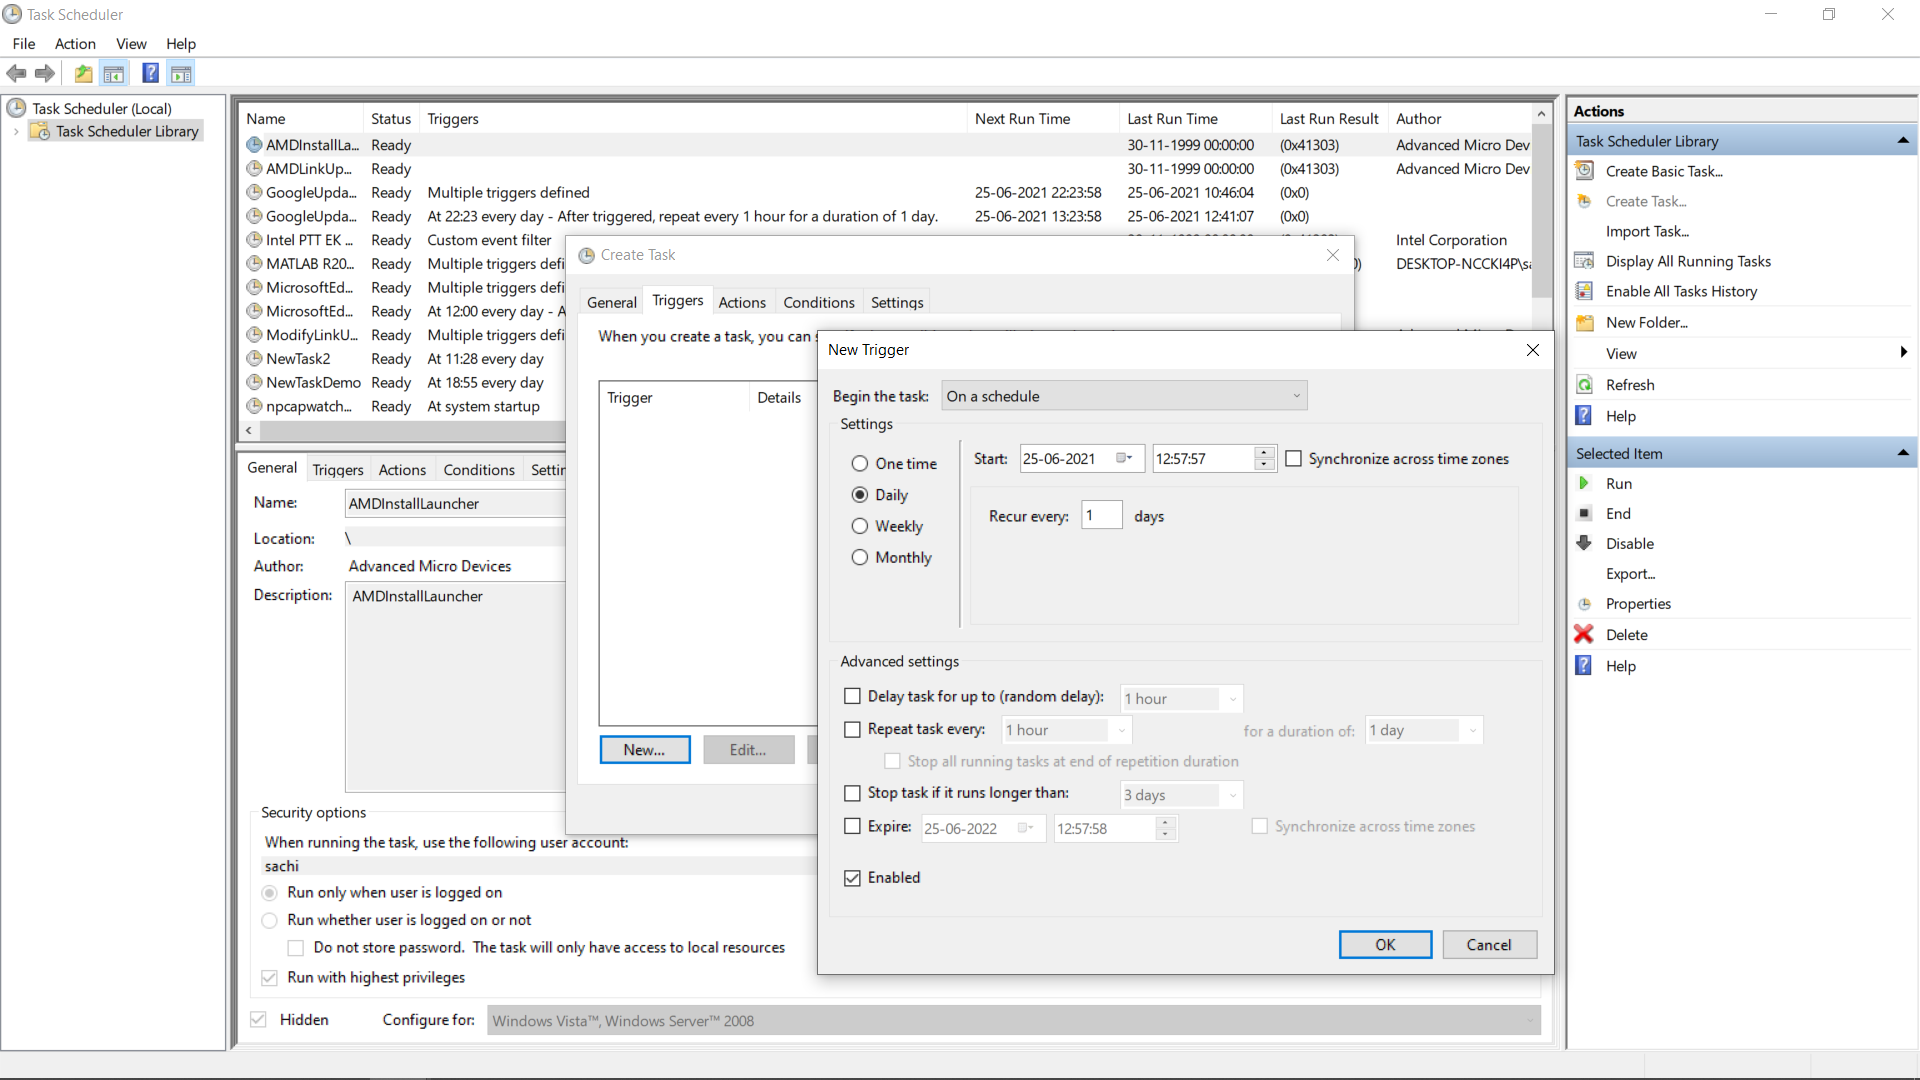 Task Scheduler
File Action View Help
Task Scheduler (Local)
Task Scheduler Library
Name Status Triggers Next Run Time Last Run Time Last Run Result Author
AMDInstallLa... Ready 30-11-1999 00:00:00 (0x41303) Advanced Micro Dev
AMDLinkUp... Ready 30-11-1999 00:00:00 (0x41303) Advanced Micro Dev
GoogleUpda... Ready Multiple triggers defined 25-06-2021 22:23:58 25-06-2021 10:46:04 (0x0)
GoogleUpda... Ready At 22:23 every day - After triggered, repeat every 1 hour for a duration of 1 day. 25-06-2021 13:23:58 25-06-2021 12:41:07 (0x0)
Intel PTT EK ... Ready Custom event filter Intel Corporation
MATLAB R20... Ready Multiple triggers defi 0) DESKTOP-NCCKI4P\sa
MicrosoftEd... Ready Multiple triggers defi
MicrosoftEd... Ready At 12:00 every day - A
ModifyLinkU... Ready Multiple triggers defi
NewTask2 Ready At 11:28 every day
NewTaskDemo Ready At 18:55 every day
npcapwatch... Ready At system startup
General Triggers Actions Conditions Settin
Name: AMDInstallLauncher
Location: \
Author: Advanced Micro Devices
Description: AMDInstallLauncher
Security options
When running the task, use the following user account:
sachi
Run only when user is logged on
Run whether user is logged on or not
Do not store password. The task will only have access to local resources
Run with highest privileges
Hidden Configure for: Windows Vista™, Windows Server™ 2008
Create Task
General Triggers Actions Conditions Settings
When you create a task, you can s
Trigger Details
New... Edit...
New Trigger
Begin the task: On a schedule
Settings
One time
Daily
Weekly
Monthly
Start: 25-06-2021 12:57:57 Synchronize across time zones
Recur every: 1 days
Advanced settings
Delay task for up to (random delay): 1 hour
Repeat task every: 1 hour for a duration of: 1 day
Stop all running tasks at end of repetition duration
Stop task if it runs longer than: 3 days
Expire: 25-06-2022 12:57:58 Synchronize across time zones
Enabled
OK Cancel
Actions
Task Scheduler Library
Create Basic Task...
Create Task...
Import Task...
Display All Running Tasks
Enable All Tasks History
New Folder...
View
Refresh
Help
Selected Item
Run
End
Disable
Export...
Properties
Delete
Help